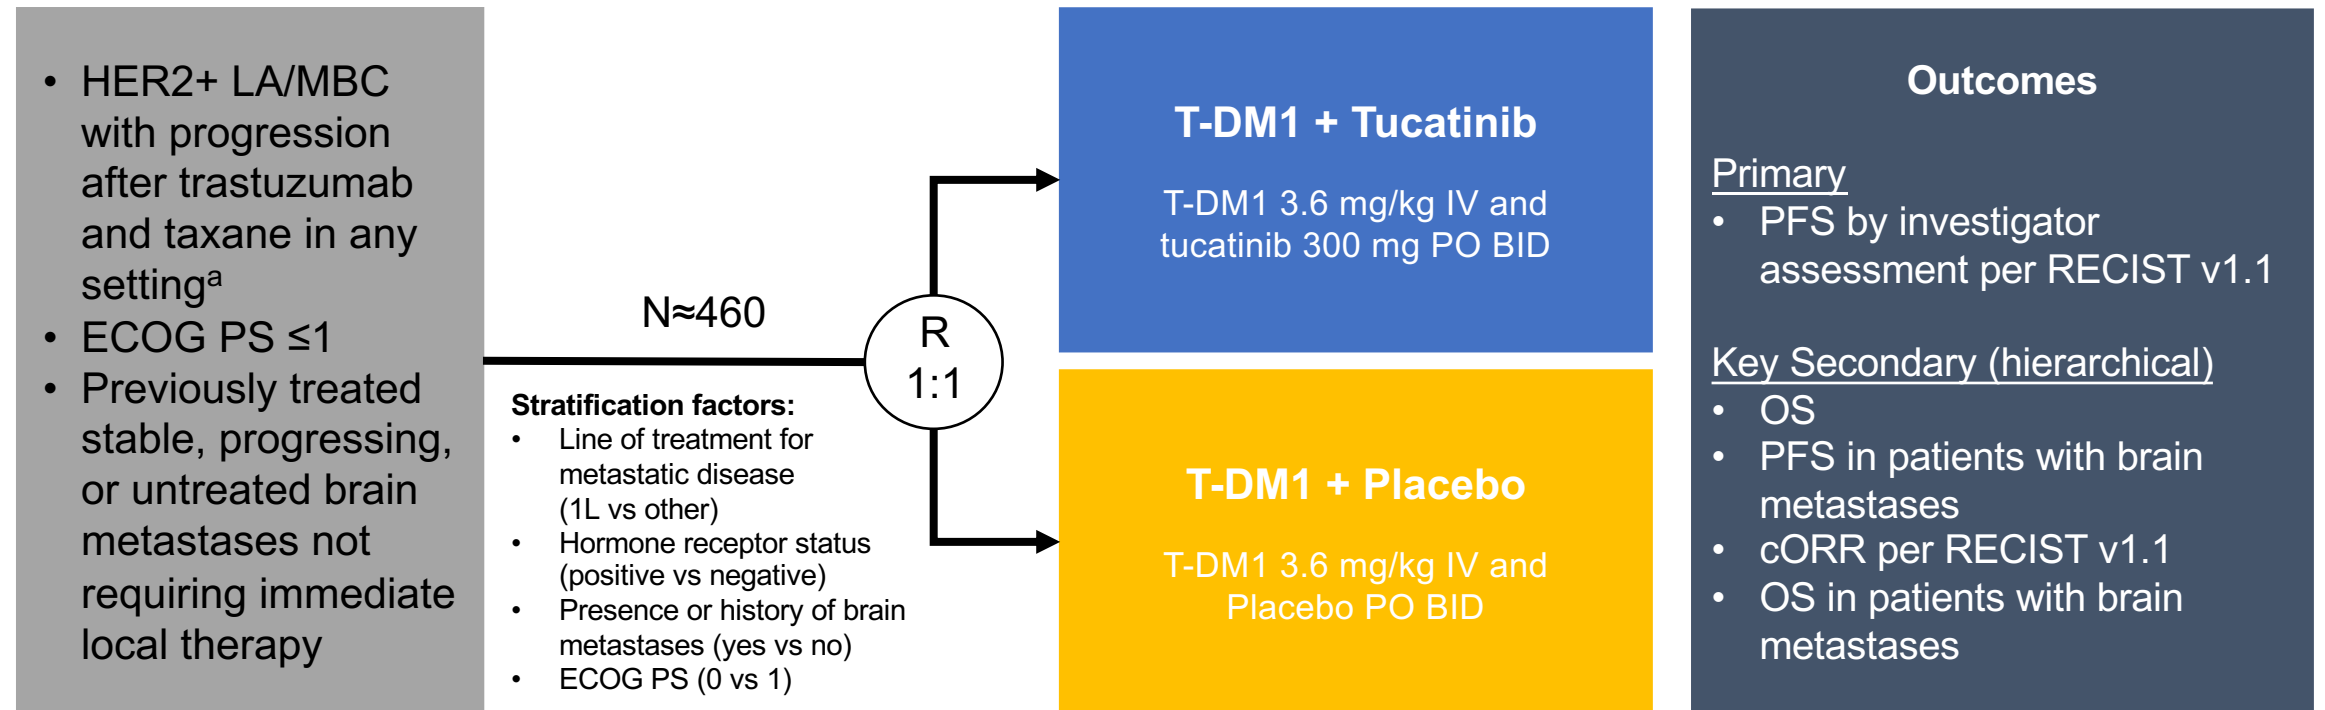 • HER2+ LA/MBC
with progression
after trastuzumab
and taxane in any
settingᵃ
• ECOG PS ≤1
• Previously treated
stable, progressing,
or untreated brain
metastases not
requiring immediate
local therapy
N≈460
R
1:1
Stratification factors:
• Line of treatment for
metastatic disease
(1L vs other)
• Hormone receptor status
(positive vs negative)
• Presence or history of brain
metastases (yes vs no)
• ECOG PS (0 vs 1)
T-DM1 + Tucatinib
T-DM1 3.6 mg/kg IV and
tucatinib 300 mg PO BID
T-DM1 + Placebo
T-DM1 3.6 mg/kg IV and
Placebo PO BID
Outcomes
Primary
• PFS by investigator
assessment per RECIST v1.1
Key Secondary (hierarchical)
• OS
• PFS in patients with brain
metastases
• cORR per RECIST v1.1
• OS in patients with brain
metastases